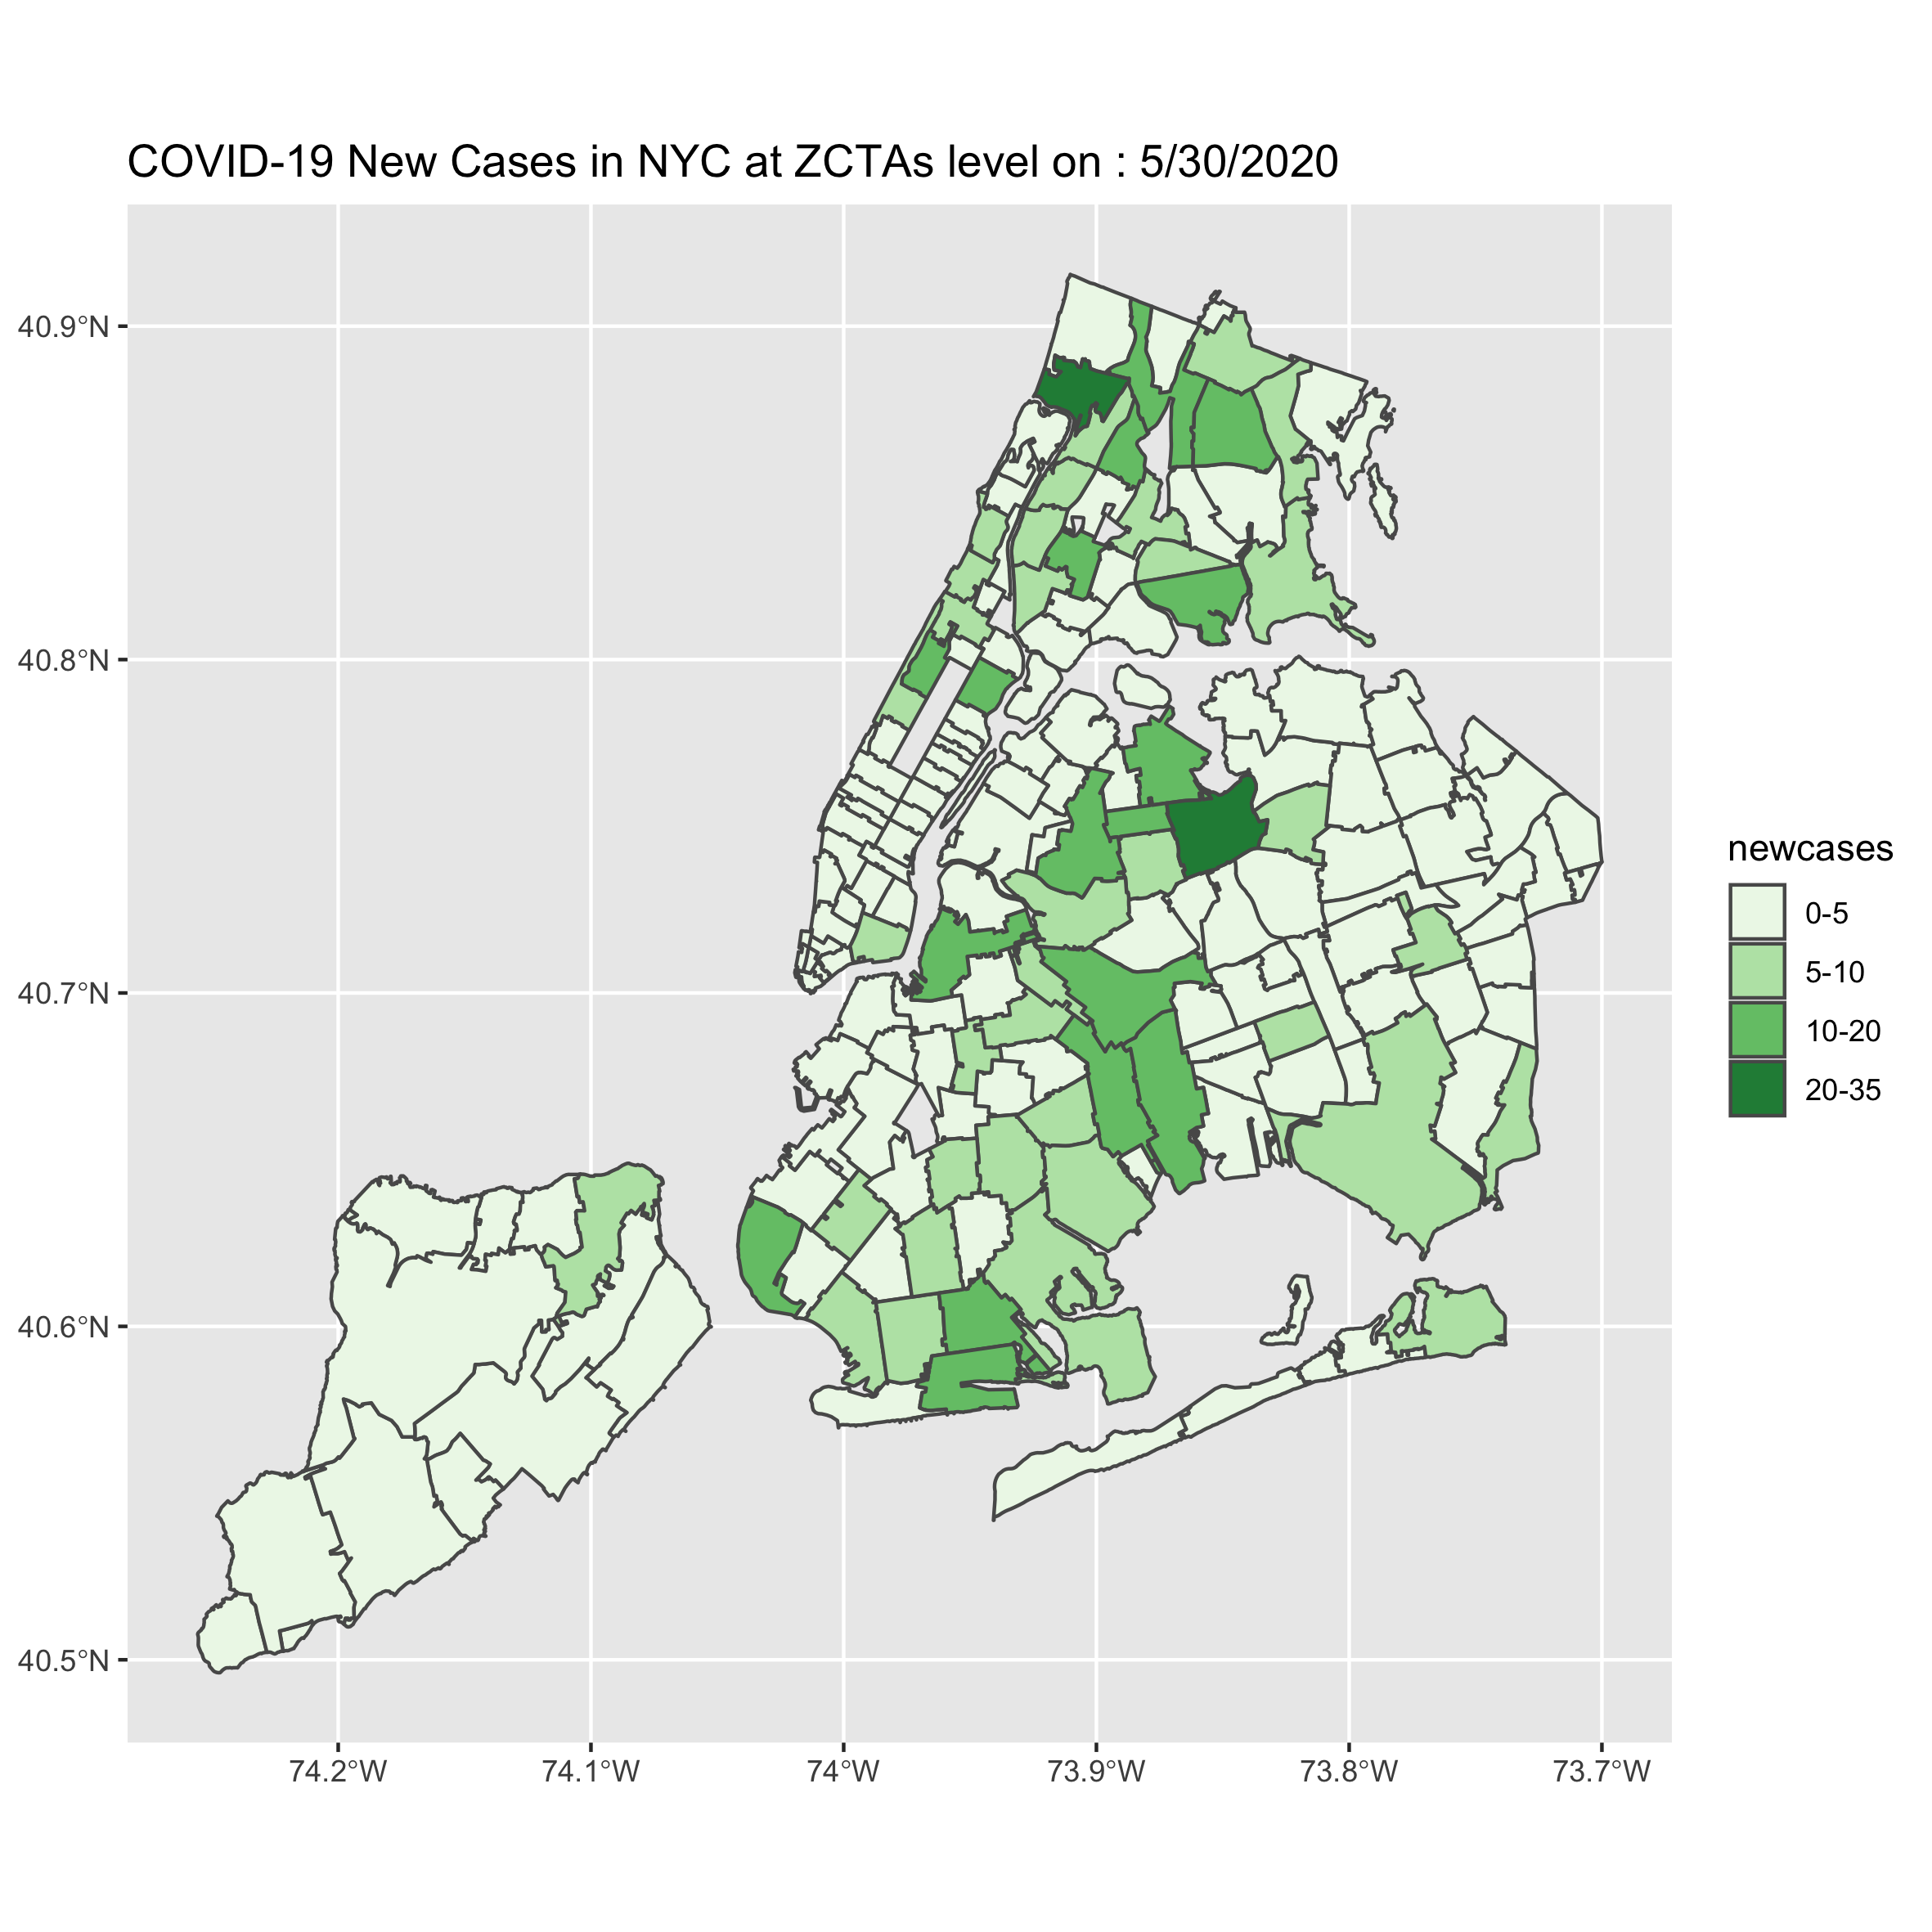 COVID-19 New Cases in NYC at ZCTAs level on : 5/30/2020
40.9°N
40.8°N
40.7°N
40.6°N
40.5°N
74.2°W
74.1°W
74°W
73.9°W
73.8°W
73.7°W
newcases
0-5
5-10
10-20
20-35